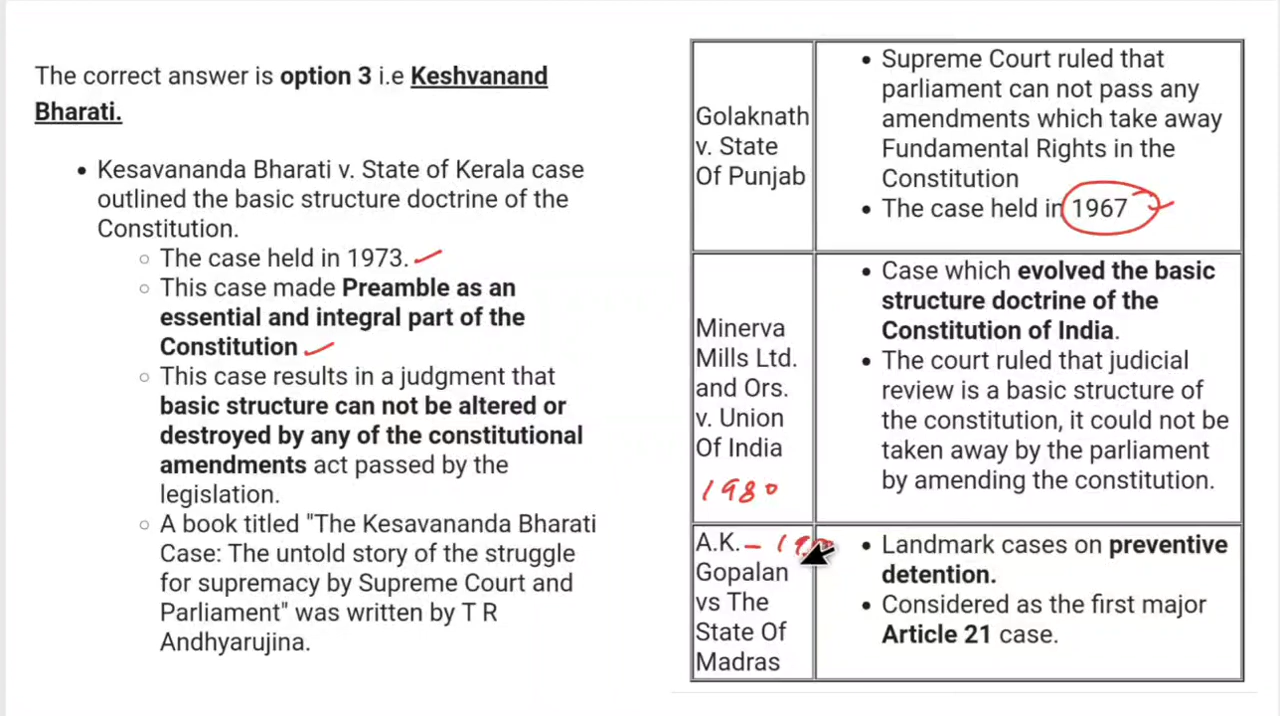 The correct answer is option 3 i.e Keshvanand
Bharati.
• Kesavananda Bharati v. State of Kerala case
outlined the basic structure doctrine of the
Constitution.
○ The case held in 1973.
○ This case made Preamble as an
essential and integral part of the
Constitution
○ This case results in a judgment that
basic structure can not be altered or
destroyed by any of the constitutional
amendments act passed by the
legislation.
○ A book titled "The Kesavananda Bharati
Case: The untold story of the struggle
for supremacy by Supreme Court and
Parliament" was written by T R
Andhyarujina.
Golaknath
v. State
Of Punjab
• Supreme Court ruled that
parliament can not pass any
amendments which take away
Fundamental Rights in the
Constitution
• The case held in 1967
Minerva
Mills Ltd.
and Ors.
v. Union
Of India
1980
• Case which evolved the basic
structure doctrine of the
Constitution of India.
• The court ruled that judicial
review is a basic structure of
the constitution, it could not be
taken away by the parliament
by amending the constitution.
A.K. –
Gopalan
vs The
State Of
Madras
• Landmark cases on preventive
detention.
• Considered as the first major
Article 21 case.